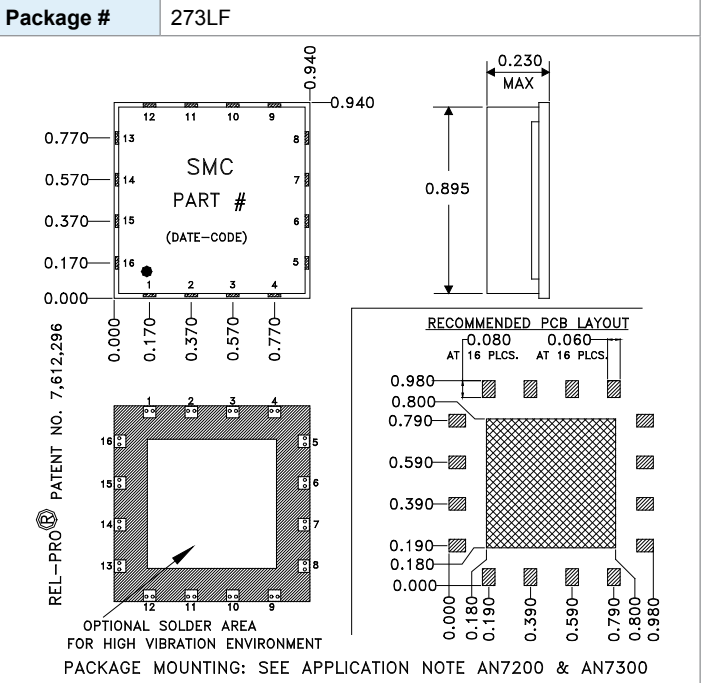 Package #
273LF
0.940
0.940
12 11 10 9
0.770
0.570
0.370
0.170
0.000
13
14
15
16
8
7
6
5
SMC
PART #
(DATE-CODE)
1 2 3 4
0.000
0.170
0.370
0.570
0.770
0.230
MAX
0.895
REL-PRO® PATENT NO. 7,612,296
1 2 3 4
16
15
14
13
5
6
7
8
12 11 10 9
OPTIONAL SOLDER AREA
FOR HIGH VIBRATION ENVIRONMENT
RECOMMENDED PCB LAYOUT
0.080
AT 16 PLCS.
0.060
AT 16 PLCS.
0.980
0.800
0.790
0.590
0.390
0.190
0.180
0.000
0.000
0.180
0.190
0.390
0.590
0.790
0.800
0.980
PACKAGE MOUNTING: SEE APPLICATION NOTE AN7200 & AN7300